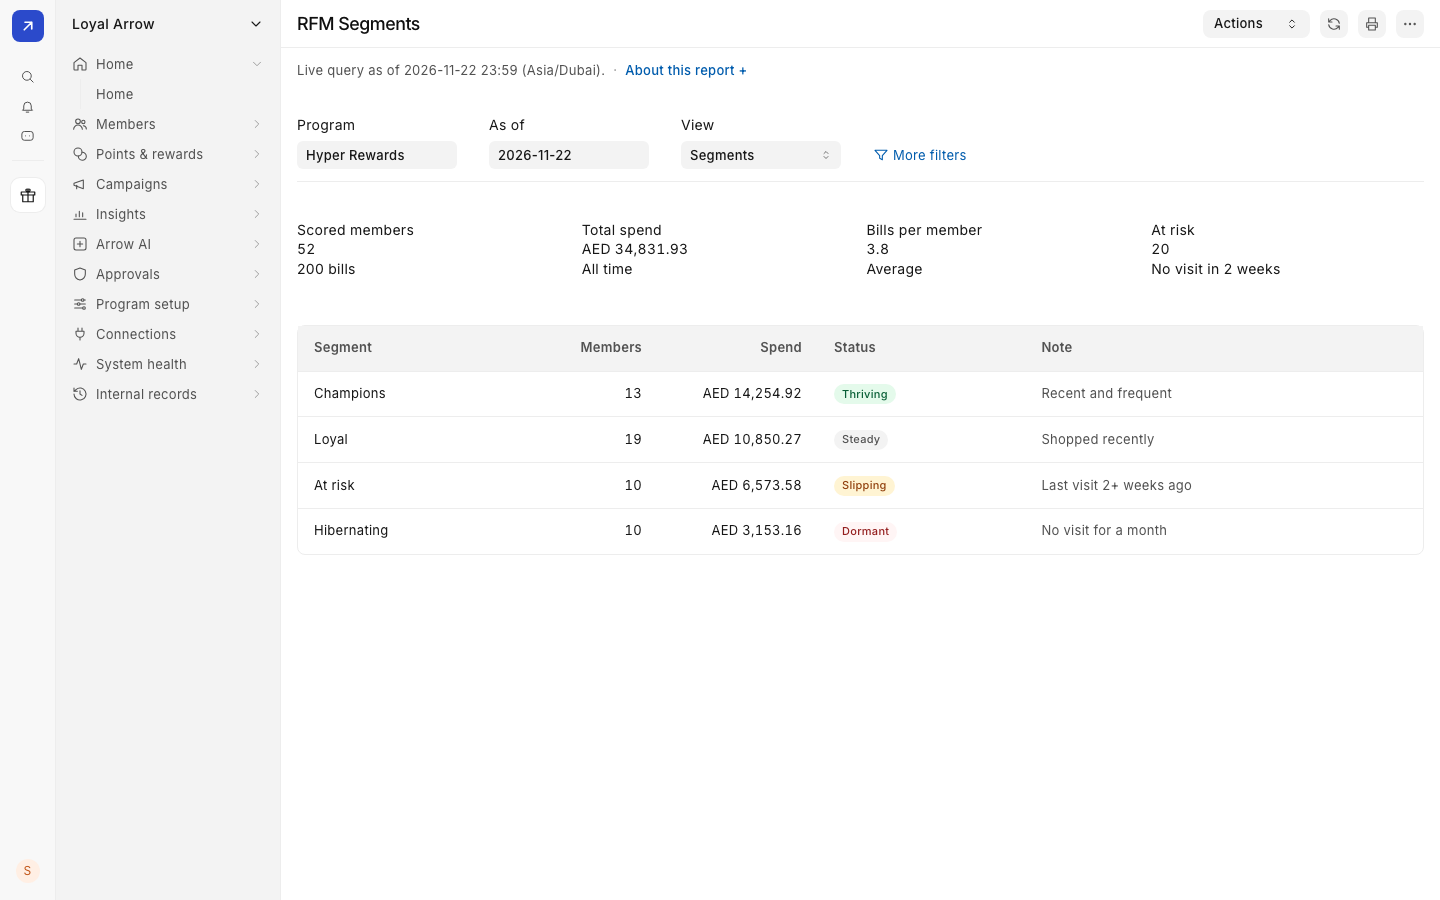 Loyal Arrow
Home
Home
Members
Points & rewards
Campaigns
Insights
Arrow AI
Approvals
Program setup
Connections
System health
Internal records
S
RFM Segments
Actions
Live query as of 2026-11-22 23:59 (Asia/Dubai). · About this report +
Program As of View
Hyper Rewards 2026-11-22 Segments More filters
Scored members Total spend Bills per member At risk
52 AED 34,831.93 3.8 20
200 bills All time Average No visit in 2 weeks
Segment Members Spend Status Note
Champions 13 AED 14,254.92 Thriving Recent and frequent
Loyal 19 AED 10,850.27 Steady Shopped recently
At risk 10 AED 6,573.58 Slipping Last visit 2+ weeks ago
Hibernating 10 AED 3,153.16 Dormant No visit for a month